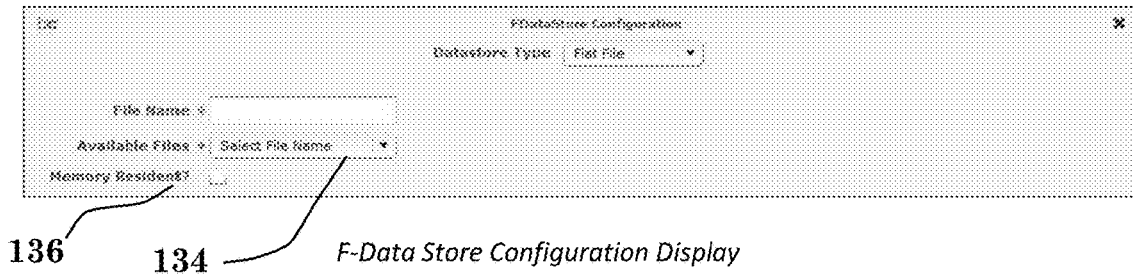 FDataStore Configuration ✖
Datastore Type Flat File
File Name *
Available Files * Select File Name
Memory Resident?
136 134 F-Data Store Configuration Display